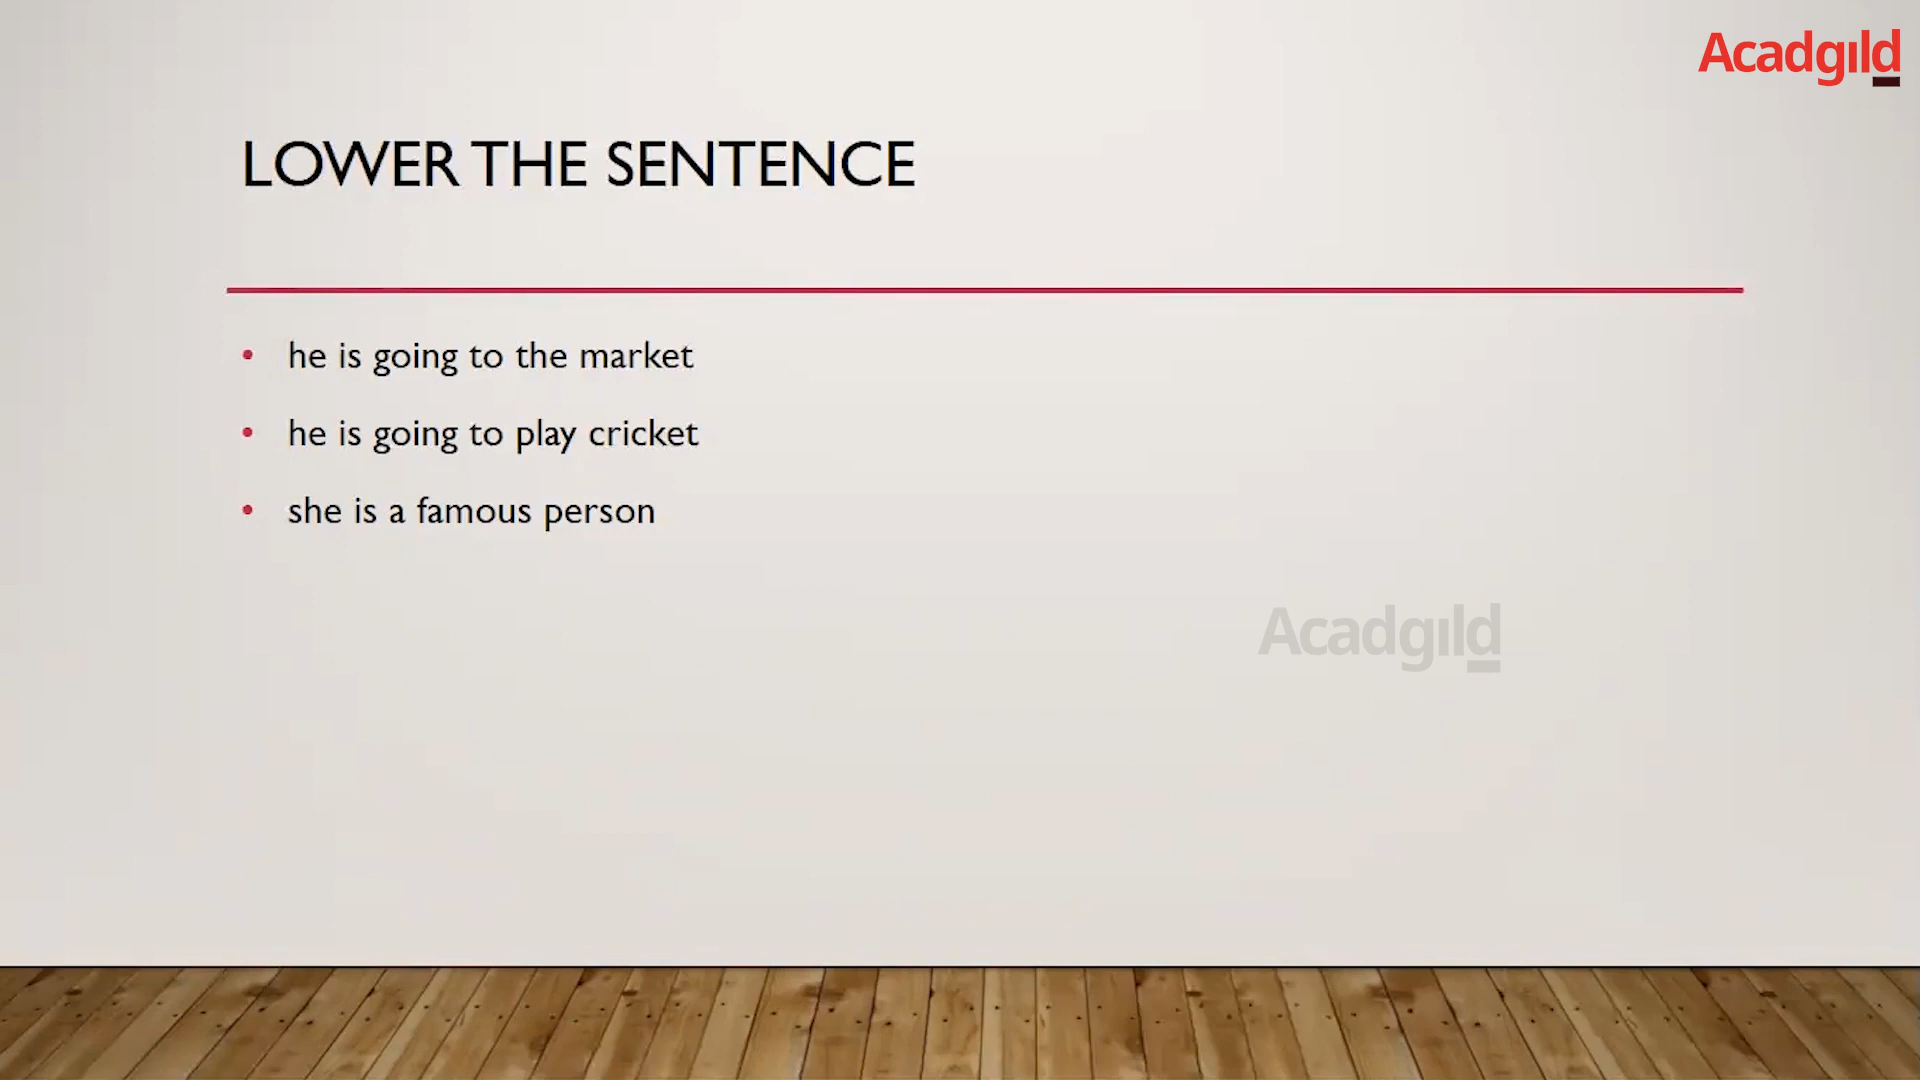 Acadgild
LOWER THE SENTENCE
• he is going to the market
• he is going to play cricket
• she is a famous person
Acadgild